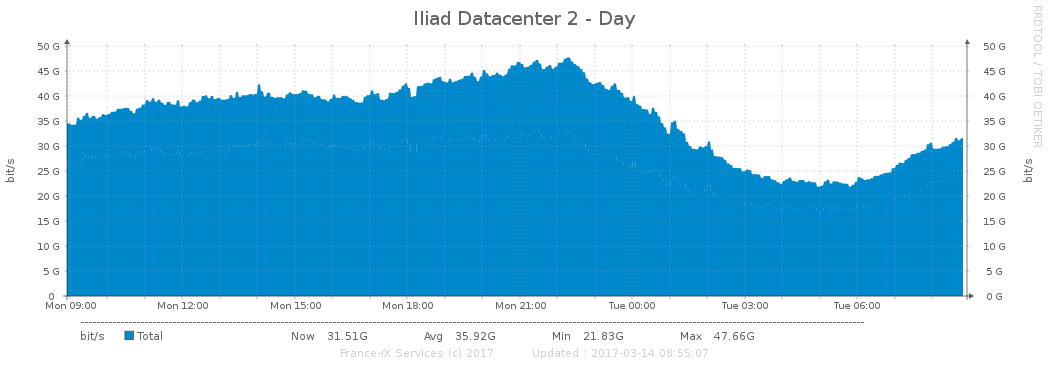 Iliad Datacenter 2 - Day
RRDTOOL / TOBI OETIKER
50 G 50 G
45 G 45 G
40 G 40 G
35 G 35 G
30 G 30 G
25 G 25 G
20 G 20 G
15 G 15 G
10 G 10 G
5 G 5 G
0 0 G
bit/s bit/s
Mon 09:00 Mon 12:00 Mon 15:00 Mon 18:00 Mon 21:00 Tue 00:00 Tue 03:00 Tue 06:00
bit/s Total Now 31.51G Avg 35.92G Min 21.83G Max 47.66G
France-IX Services (c) 2017 Updated : 2017-03-14 08:55:07